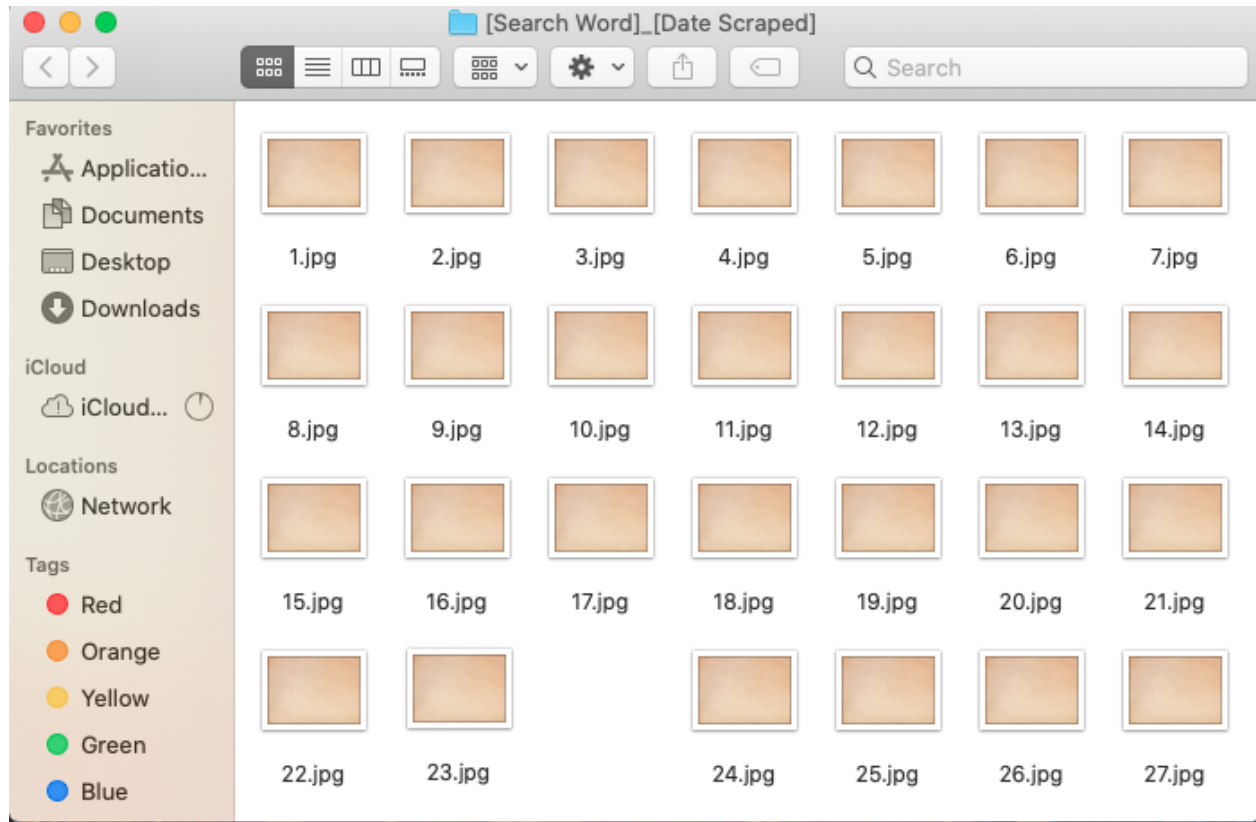 [Search Word]_[Date Scraped]
Search
Favorites
Applicatio...
Documents
Desktop
Downloads
iCloud
iCloud...
Locations
Network
Tags
Red
Orange
Yellow
Green
Blue
1.jpg 2.jpg 3.jpg 4.jpg 5.jpg 6.jpg 7.jpg
8.jpg 9.jpg 10.jpg 11.jpg 12.jpg 13.jpg 14.jpg
15.jpg 16.jpg 17.jpg 18.jpg 19.jpg 20.jpg 21.jpg
22.jpg 23.jpg 24.jpg 25.jpg 26.jpg 27.jpg